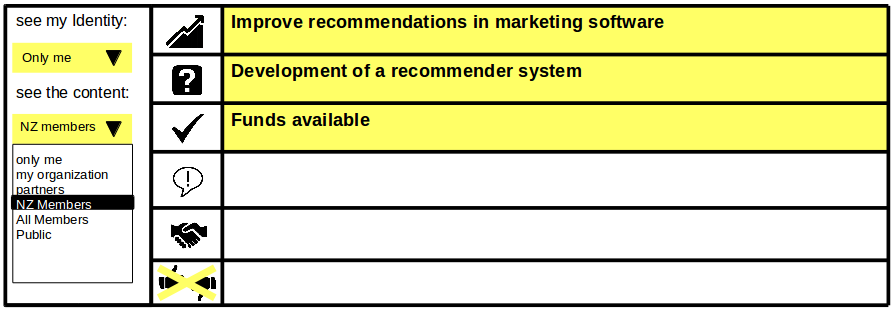 see my Identity:
Only me
see the content:
NZ members
only me
my organization
partners
NZ Members
All Members
Public
Improve recommendations in marketing software
Development of a recommender system
Funds available